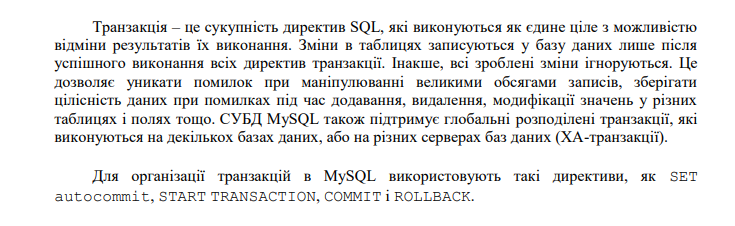 Транзакція – це сукупність директив SQL, які виконуються як єдине ціле з можливістю
відміни результатів їх виконання. Зміни в таблицях записуються у базу даних лише після
успішного виконання всіх директив транзакції. Інакше, всі зроблені зміни ігноруються. Це
дозволяє уникати помилок при маніпулюванні великими обсягами записів, зберігати
цілісність даних при помилках під час додавання, видалення, модифікації значень у різних
таблицях і полях тощо. СУБД MySQL також підтримує глобальні розподілені транзакції, які
виконуються на декількох базах даних, або на різних серверах баз даних (XA-транзакції).
Для організації транзакцій в MySQL використовують такі директиви, як SET
autocommit, START TRANSACTION, COMMIT і ROLLBACK.